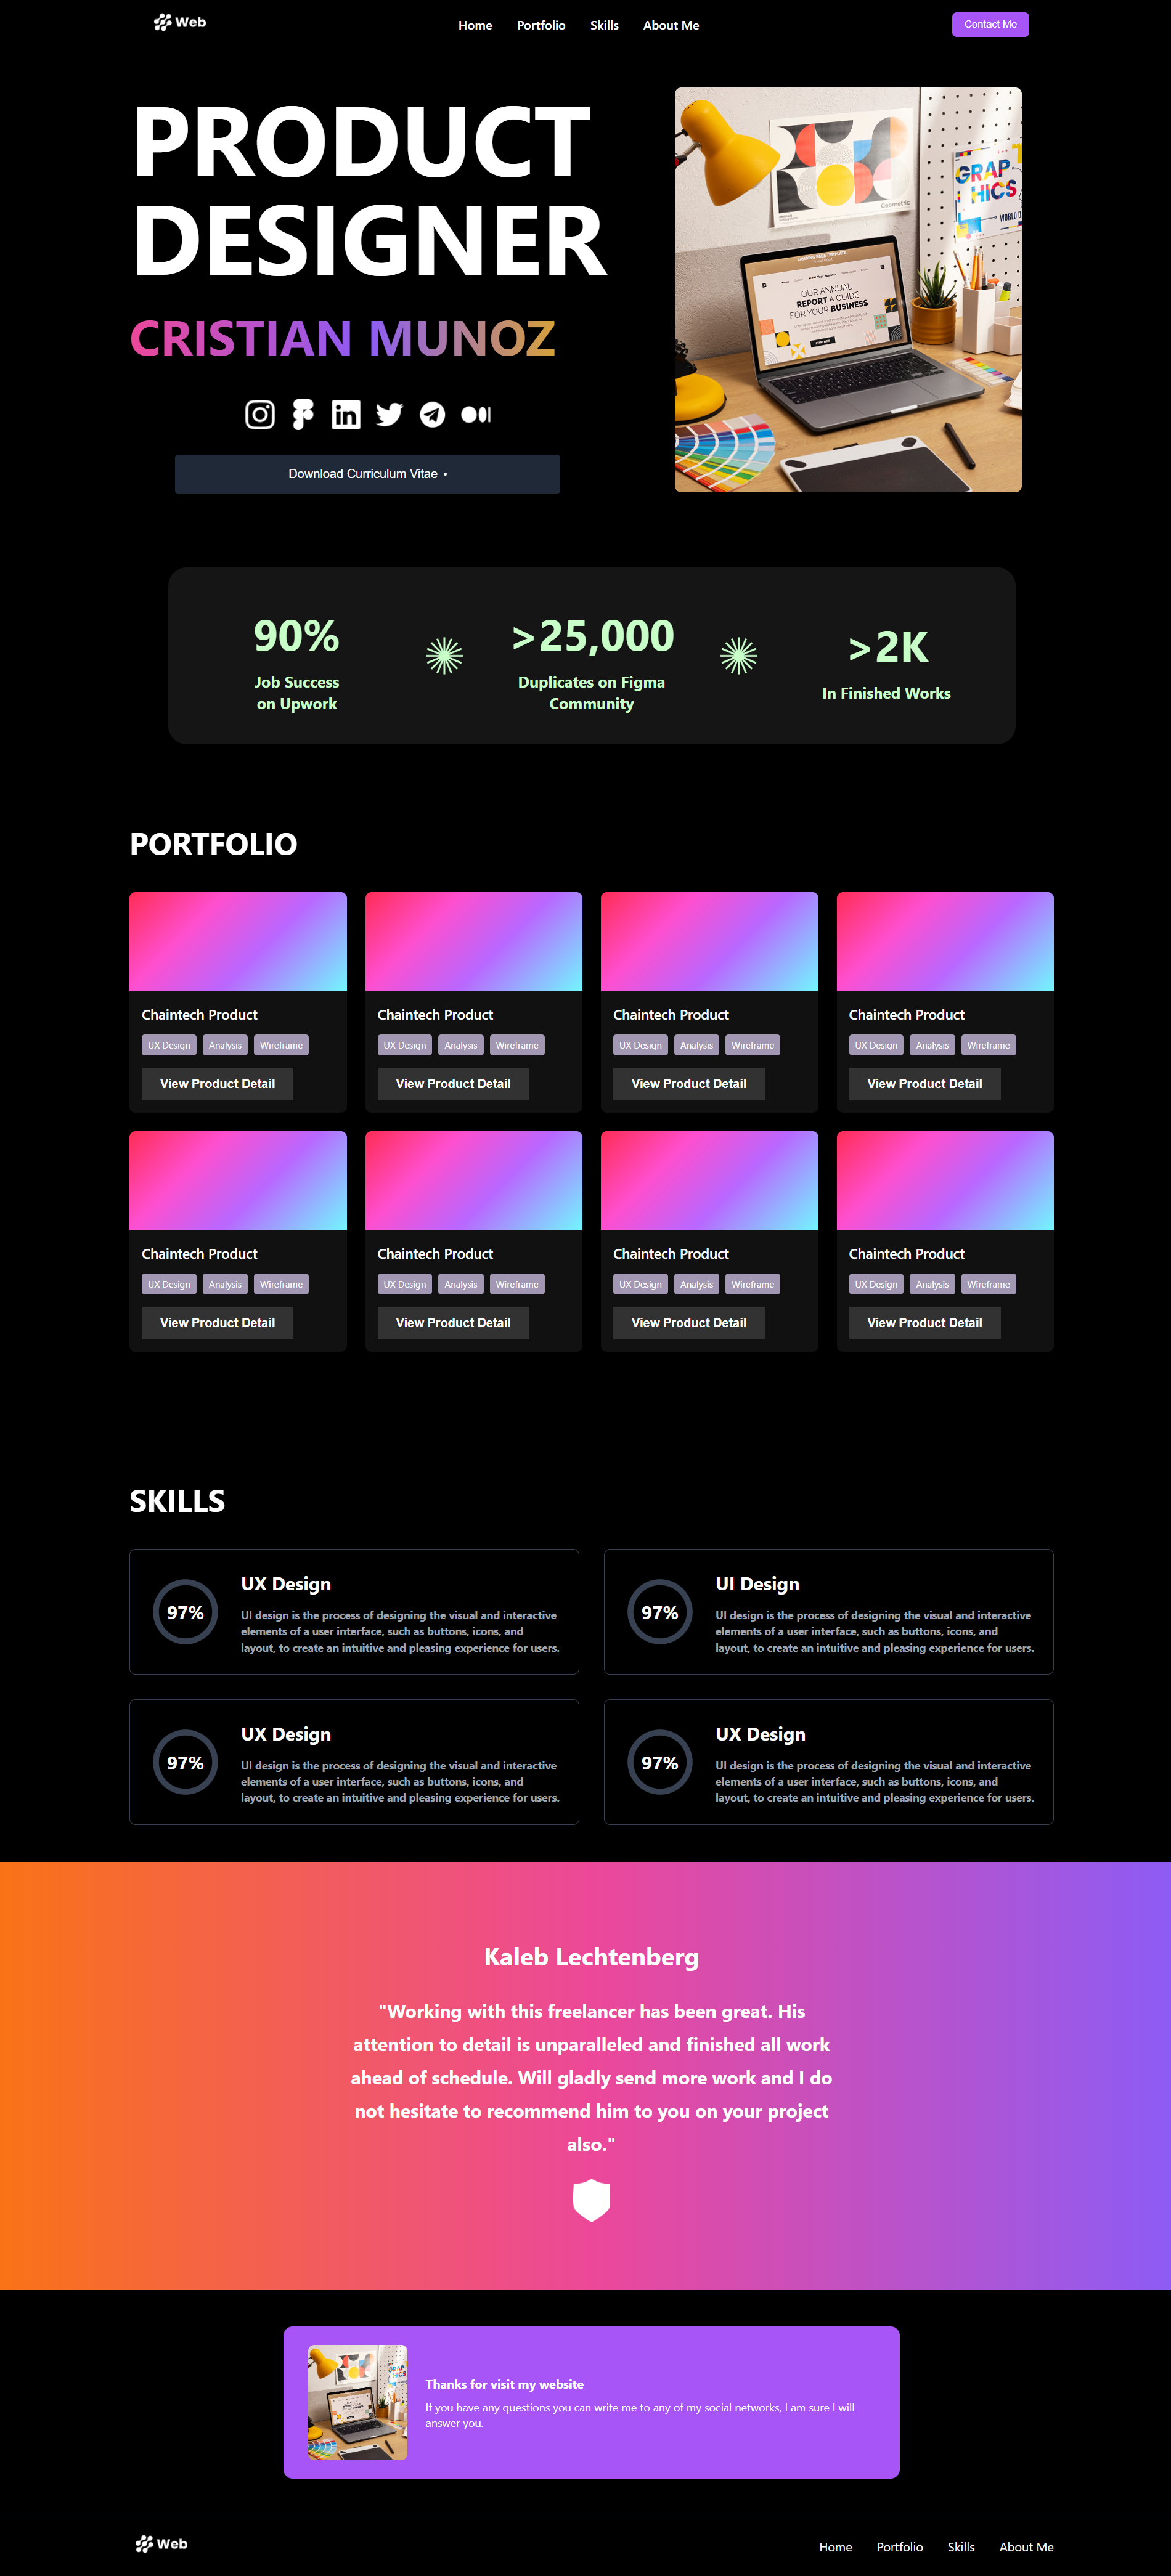 Web
Home Portfolio Skills About Me
Contact Me
PRODUCT
DESIGNER
CRISTIAN MUNOZ
Download Curriculum Vitae •
Geometric
GRAP
HICS
WORLD D
LANDING PAGE TEMPLATE
OUR ANNUAL
REPORT A GUIDE
FOR YOUR BUSINESS
90%
Job Success
on Upwork
>25,000
Duplicates on Figma
Community
>2K
In Finished Works
PORTFOLIO
Chaintech Product
UX Design Analysis Wireframe
View Product Detail
Chaintech Product
UX Design Analysis Wireframe
View Product Detail
Chaintech Product
UX Design Analysis Wireframe
View Product Detail
Chaintech Product
UX Design Analysis Wireframe
View Product Detail
Chaintech Product
UX Design Analysis Wireframe
View Product Detail
Chaintech Product
UX Design Analysis Wireframe
View Product Detail
Chaintech Product
UX Design Analysis Wireframe
View Product Detail
Chaintech Product
UX Design Analysis Wireframe
View Product Detail
SKILLS
97%
UX Design
UI design is the process of designing the visual and interactive
elements of a user interface, such as buttons, icons, and
layout, to create an intuitive and pleasing experience for users.
97%
UI Design
UI design is the process of designing the visual and interactive
elements of a user interface, such as buttons, icons, and
layout, to create an intuitive and pleasing experience for users.
97%
UX Design
UI design is the process of designing the visual and interactive
elements of a user interface, such as buttons, icons, and
layout, to create an intuitive and pleasing experience for users.
97%
UX Design
UI design is the process of designing the visual and interactive
elements of a user interface, such as buttons, icons, and
layout, to create an intuitive and pleasing experience for users.
Kaleb Lechtenberg
"Working with this freelancer has been great. His
attention to detail is unparalleled and finished all work
ahead of schedule. Will gladly send more work and I do
not hesitate to recommend him to you on your project
also."
Thanks for visit my website
If you have any questions you can write me to any of my social networks, I am sure I will
answer you.
Web
Home Portfolio Skills About Me